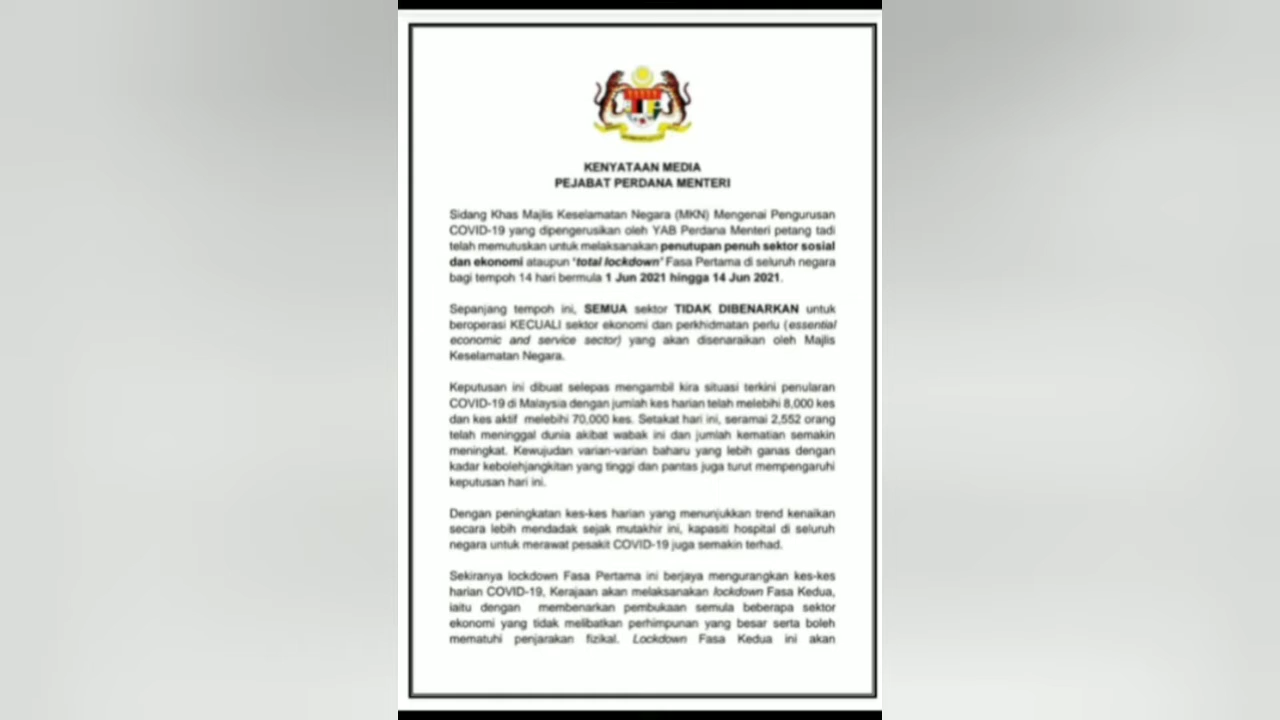 KENYATAAN MEDIA
PEJABAT PERDANA MENTERI
Sidang Khas Majlis Keselamatan Negara (MKN) Mengenai Pengurusan
COVID-19 yang dipengerusikan oleh YAB Perdana Menteri petang tadi
telah memutuskan untuk melaksanakan penutupan penuh sektor sosial
dan ekonomi ataupun "total lockdown" Fasa Pertama di seluruh negara
bagi tempoh 14 hari bermula 1 Jun 2021 hingga 14 Jun 2021.
Sepanjang tempoh ini, SEMUA sektor TIDAK DIBENARKAN untuk
beroperasi KECUALI sektor ekonomi dan perkhidmatan perlu (essential
economic and service sector) yang akan disenaraikan oleh Majlis
Keselamatan Negara.
Keputusan ini dibuat selepas mengambil kira situasi terkini penularan
COVID-19 di Malaysia dengan jumlah kes harian telah melebihi 8,000 kes
dan kes aktif melebihi 70,000 kes. Setakat hari ini, seramai 2,552 orang
telah meninggal dunia akibat wabak ini dan jumlah kematian semakin
meningkat. Kewujudan varian-varian baharu yang lebih ganas dengan
kadar kebolehjangkitan yang tinggi dan pantas juga turut mempengaruhi
keputusan hari ini.
Dengan peningkatan kes-kes harian yang menunjukkan trend kenaikan
secara lebih mendadak sejak mutakhir ini, kapasiti hospital di seluruh
negara untuk merawat pesakit COVID-19 juga semakin terhad.
Sekiranya lockdown Fasa Pertama ini berjaya mengurangkan kes-kes
harian COVID-19, Kerajaan akan melaksanakan lockdown Fasa Kedua,
iaitu dengan membenarkan pembukaan semula beberapa sektor
ekonomi yang tidak melibatkan perhimpunan yang besar serta boleh
mematuhi penjarakan fizikal. Lockdown Fasa Kedua ini akan